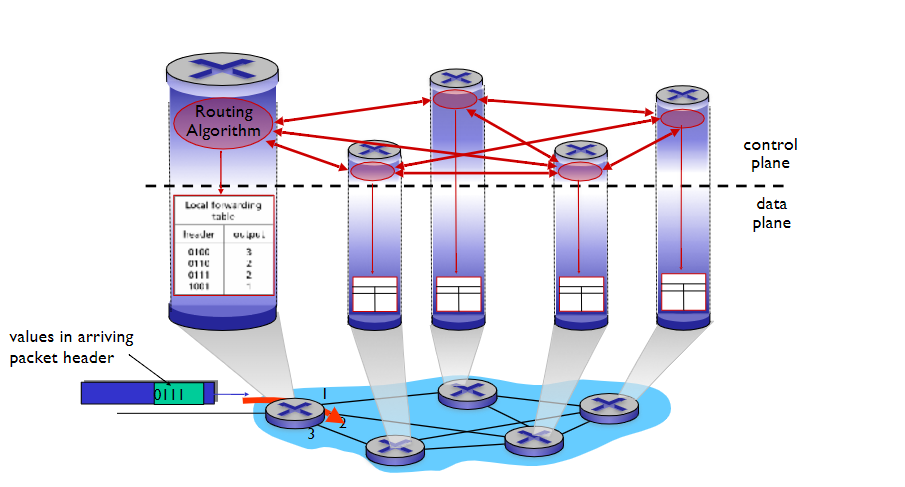 Routing
Algorithm
control
plane
data
plane
Local forwarding
table
header output
0100 3
0110 2
0111 2
1001 1
values in arriving
packet header
0111
1
2
3